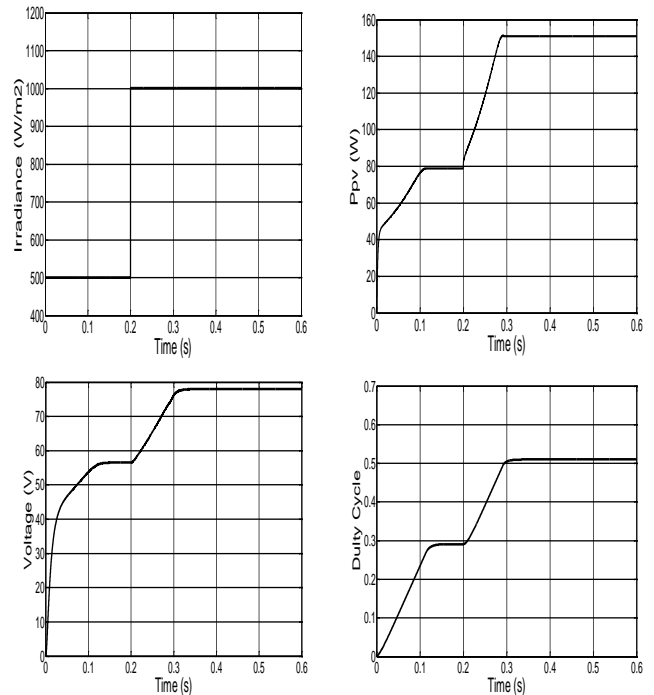 1200
1100
1000
900
800
700
600
500
400
Irradiance (W/m2)
0 0.1 0.2 0.3 0.4 0.5 0.6
Time (s)
160
140
120
100
80
60
40
20
0
Ppv (W)
0 0.1 0.2 0.3 0.4 0.5 0.6
Time (s)
80
70
60
50
40
30
20
10
0
Voltage (V)
0 0.1 0.2 0.3 0.4 0.5 0.6
Time (s)
0.7
0.6
0.5
0.4
0.3
0.2
0.1
0
Dulty Cycle
0 0.1 0.2 0.3 0.4 0.5 0.6
Time (s)